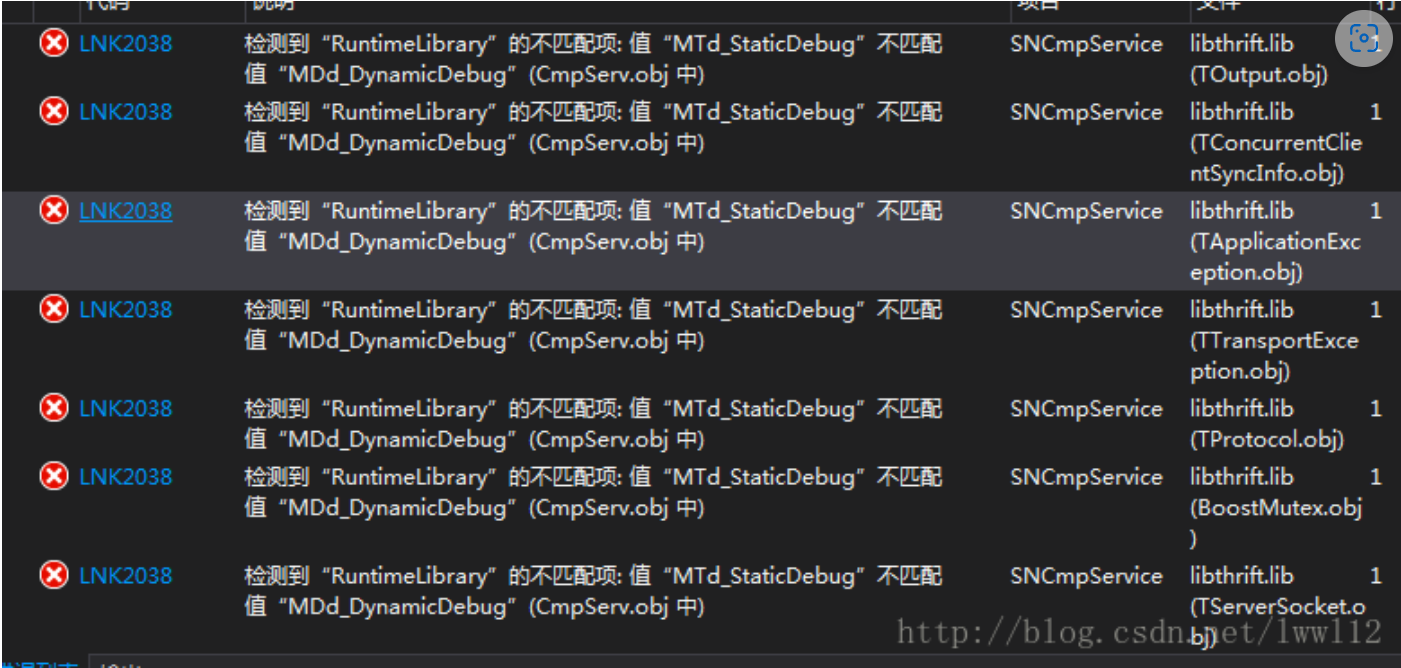 代码 说明 项目 文件 行
LNK2038 检测到“RuntimeLibrary”的不匹配项: 值“MTd_StaticDebug”不匹配 SNCmpService libthrift.lib 1
值“MDd_DynamicDebug”(CmpServ.obj 中) (TOutput.obj)
LNK2038 检测到“RuntimeLibrary”的不匹配项: 值“MTd_StaticDebug”不匹配 SNCmpService libthrift.lib 1
值“MDd_DynamicDebug”(CmpServ.obj 中) (TConcurrentClie
ntSyncInfo.obj)
LNK2038 检测到“RuntimeLibrary”的不匹配项: 值“MTd_StaticDebug”不匹配 SNCmpService libthrift.lib 1
值“MDd_DynamicDebug”(CmpServ.obj 中) (TApplicationExc
eption.obj)
LNK2038 检测到“RuntimeLibrary”的不匹配项: 值“MTd_StaticDebug”不匹配 SNCmpService libthrift.lib 1
值“MDd_DynamicDebug”(CmpServ.obj 中) (TTransportExce
ption.obj)
LNK2038 检测到“RuntimeLibrary”的不匹配项: 值“MTd_StaticDebug”不匹配 SNCmpService libthrift.lib 1
值“MDd_DynamicDebug”(CmpServ.obj 中) (TProtocol.obj)
LNK2038 检测到“RuntimeLibrary”的不匹配项: 值“MTd_StaticDebug”不匹配 SNCmpService libthrift.lib 1
值“MDd_DynamicDebug”(CmpServ.obj 中) (BoostMutex.obj
)
LNK2038 检测到“RuntimeLibrary”的不匹配项: 值“MTd_StaticDebug”不匹配 SNCmpService libthrift.lib 1
值“MDd_DynamicDebug”(CmpServ.obj 中) (TServerSocket.o
bj)
http://blog.csdn.net/lww112